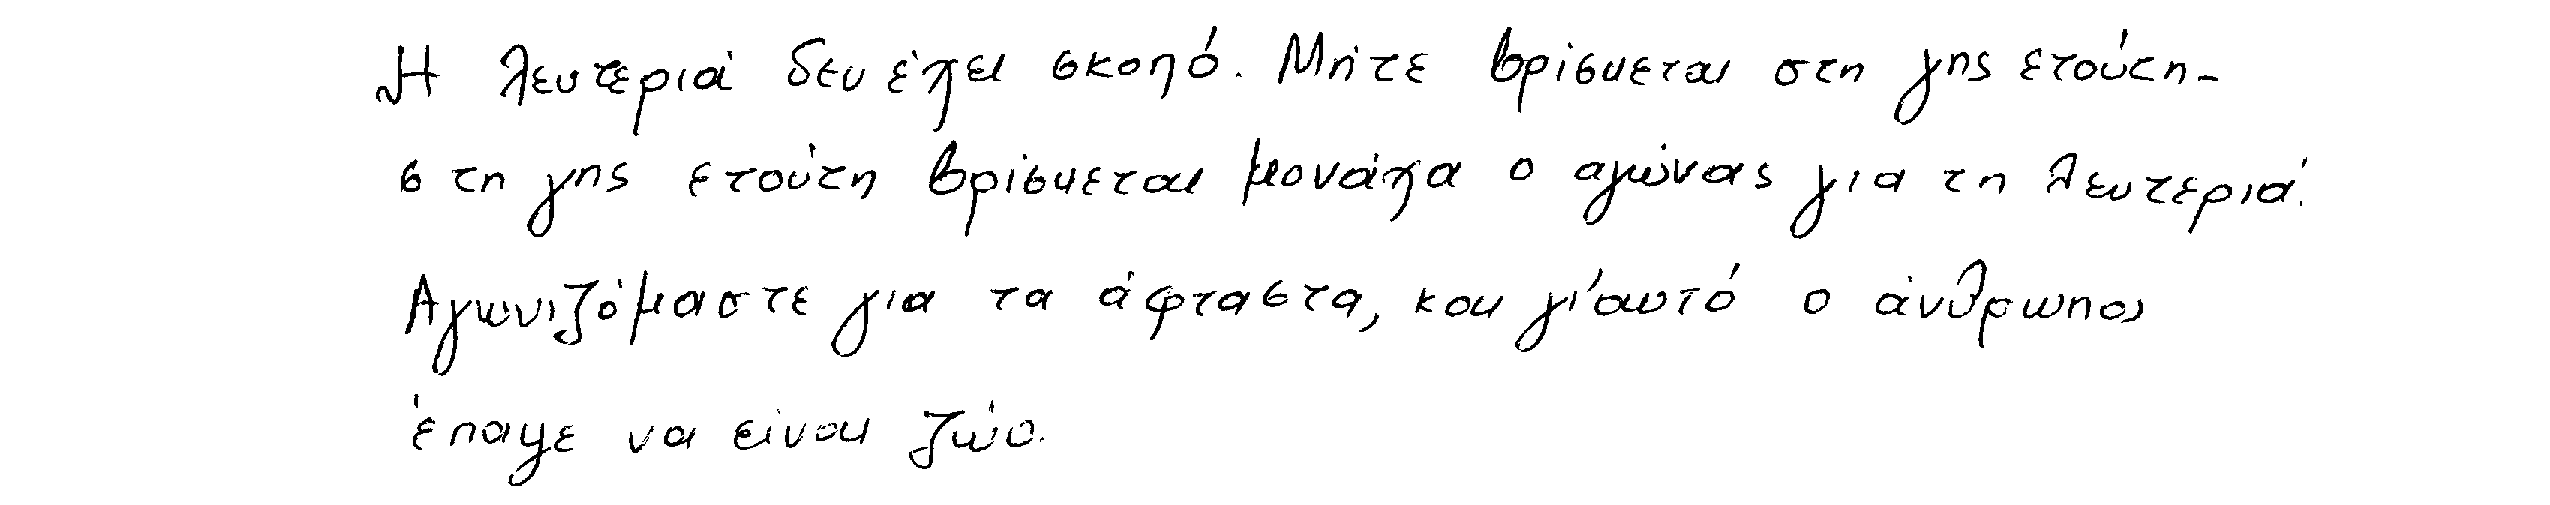 Η λευτεριά δεν έχει σκοπό. Μήτε βρίσκεται στη γης ετούτη-
στη γης ετούτη βρίσκεται μονάχα ο αγώνας για τη λευτεριά.
Αγωνιζόμαστε για τα άφταστα, και γι'αυτό ο άνθρωπος
έπαψε να είναι ζώο.